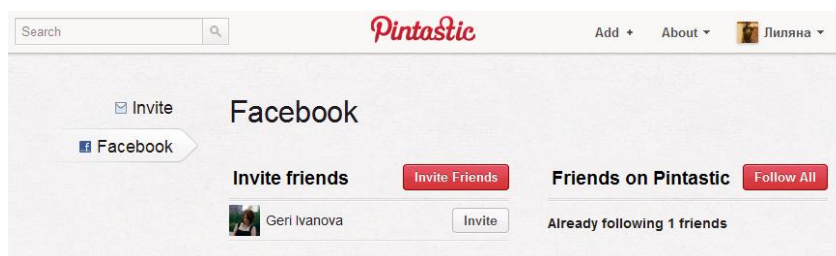 Search Pintastic Add + About Лиляна
Invite
Facebook
Facebook
Invite friends Invite Friends Friends on Pintastic Follow All
Geri Ivanova Invite Already following 1 friends